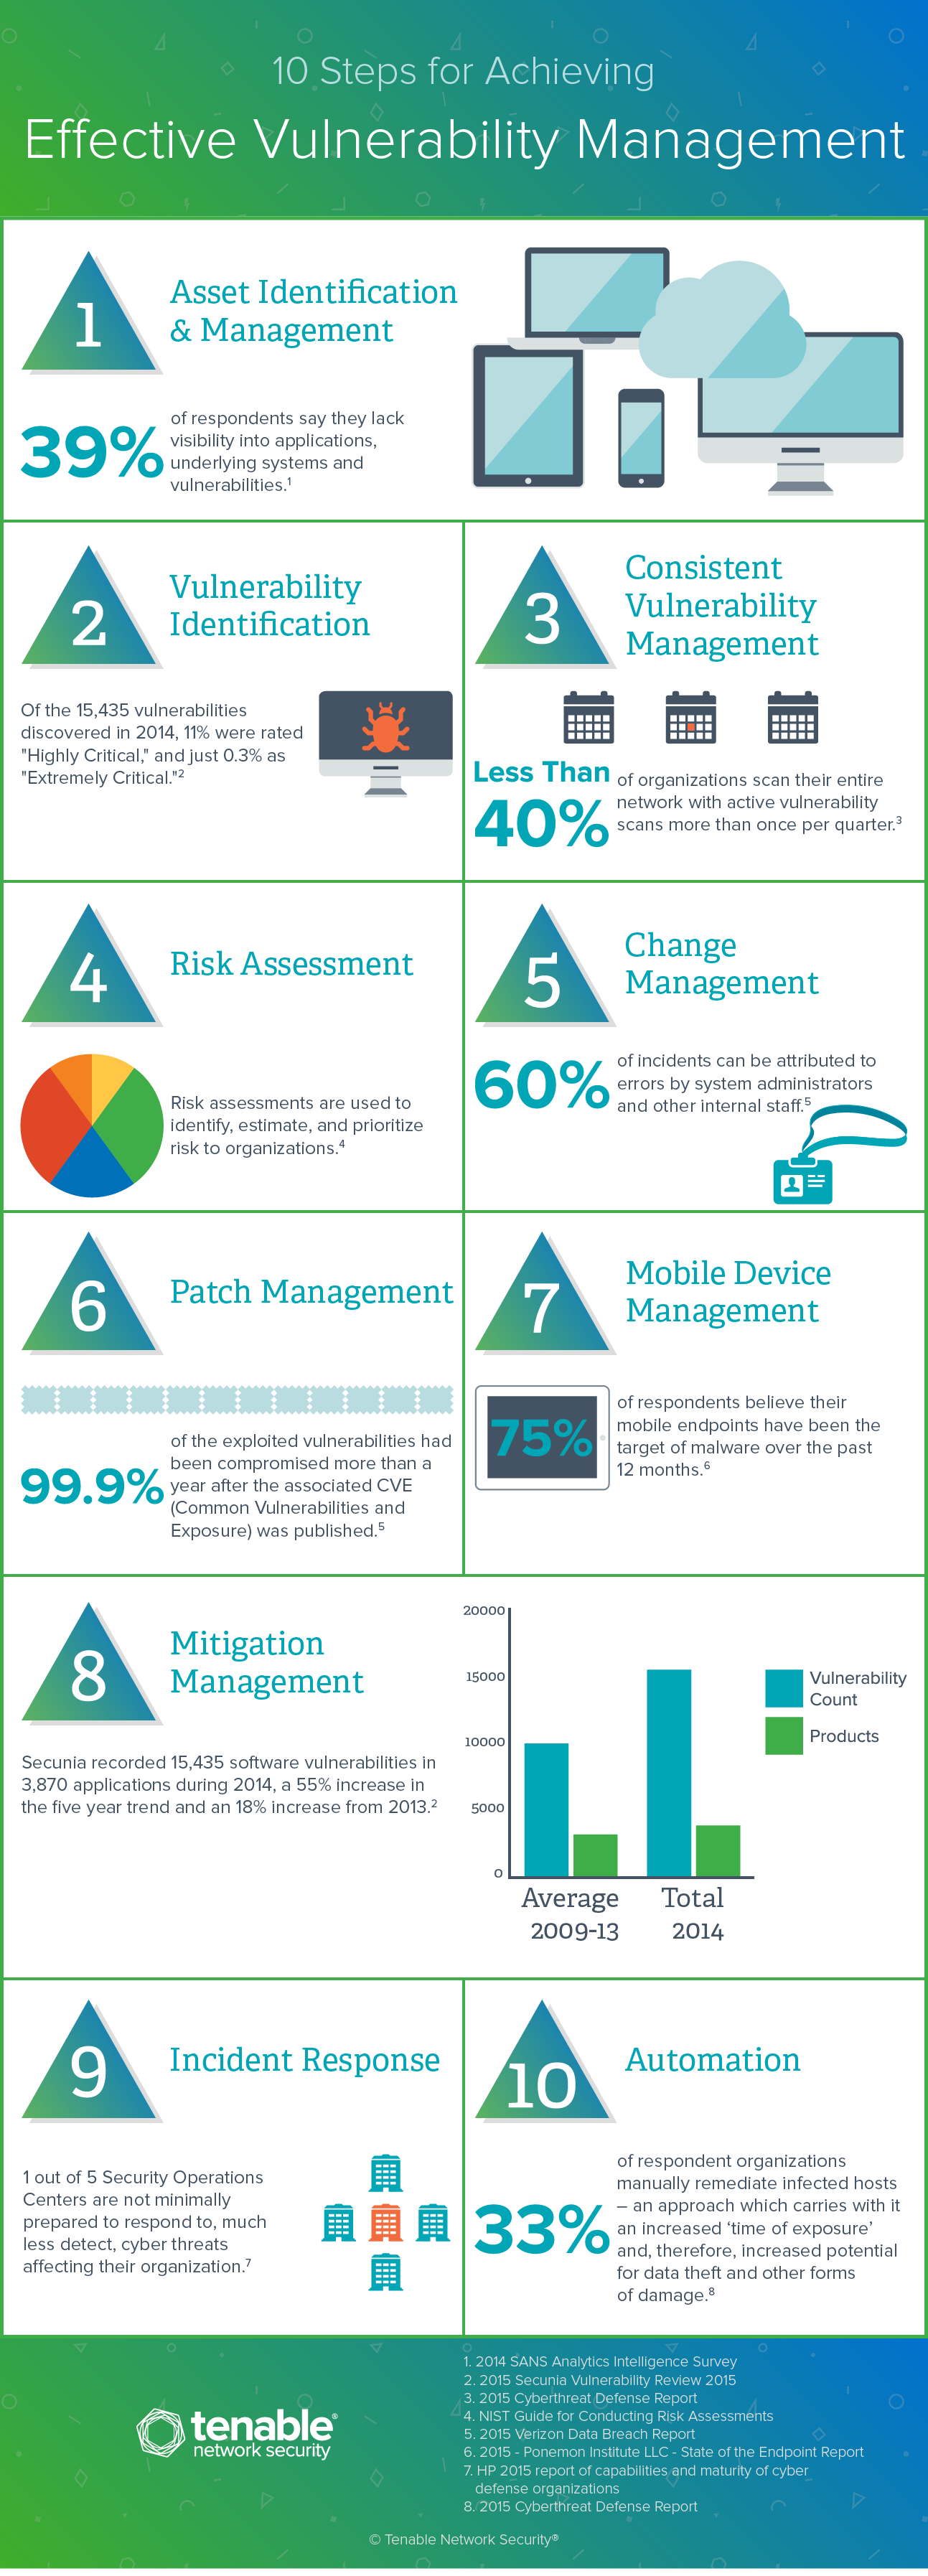 10 Steps for Achieving
Effective Vulnerability Management
1
Asset Identification
& Management
39%
of respondents say they lack
visibility into applications,
underlying systems and
vulnerabilities.1
2
Vulnerability
Identification
Of the 15,435 vulnerabilities
discovered in 2014, 11% were rated
"Highly Critical," and just 0.3% as
"Extremely Critical."2
3
Consistent
Vulnerability
Management
Less Than
40%
of organizations scan their entire
network with active vulnerability
scans more than once per quarter.3
4
Risk Assessment
Risk assessments are used to
identify, estimate, and prioritize
risk to organizations.4
5
Change
Management
60%
of incidents can be attributed to
errors by system administrators
and other internal staff.5
6
Patch Management
99.9%
of the exploited vulnerabilities had
been compromised more than a
year after the associated CVE
(Common Vulnerabilities and
Exposure) was published.5
7
Mobile Device
Management
75%
of respondents believe their
mobile endpoints have been the
target of malware over the past
12 months.6
8
Mitigation
Management
Secunia recorded 15,435 software vulnerabilities in
3,870 applications during 2014, a 55% increase in
the five year trend and an 18% increase from 2013.2
20000
15000
10000
5000
0
Average
2009-13
Total
2014
Vulnerability
Count
Products
9
Incident Response
1 out of 5 Security Operations
Centers are not minimally
prepared to respond to, much
less detect, cyber threats
affecting their organization.7
10
Automation
33%
of respondent organizations
manually remediate infected hosts
– an approach which carries with it
an increased ‘time of exposure’
and, therefore, increased potential
for data theft and other forms
of damage.8
tenable®
network security
1. 2014 SANS Analytics Intelligence Survey
2. 2015 Secunia Vulnerability Review 2015
3. 2015 Cyberthreat Defense Report
4. NIST Guide for Conducting Risk Assessments
5. 2015 Verizon Data Breach Report
6. 2015 - Ponemon Institute LLC - State of the Endpoint Report
7. HP 2015 report of capabilities and maturity of cyber
defense organizations
8. 2015 Cyberthreat Defense Report
© Tenable Network Security®